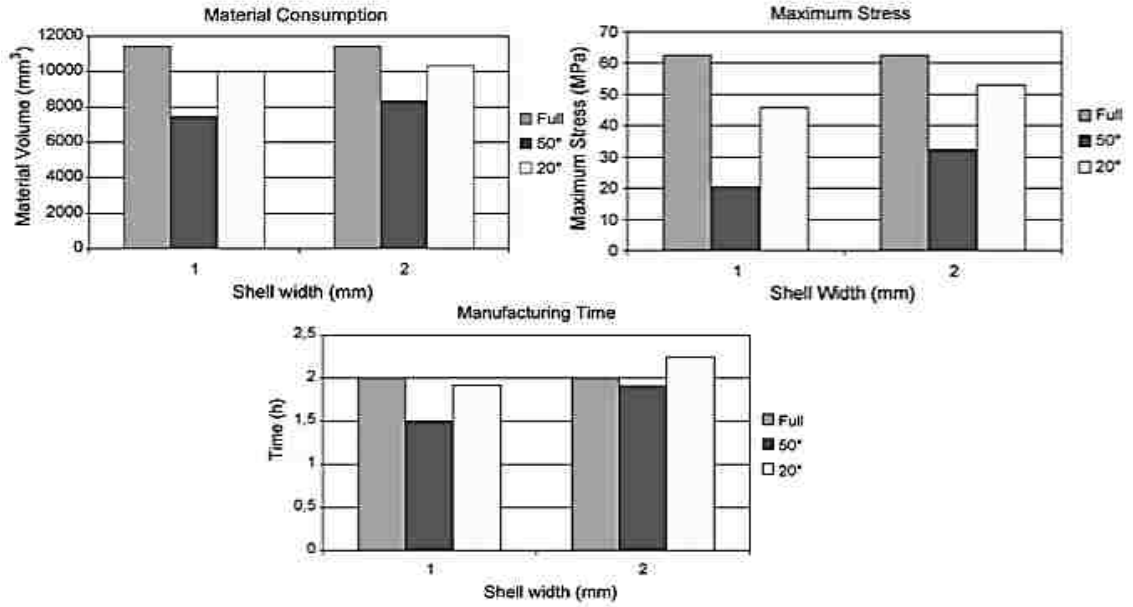 Material Consumption
Material Volume (mm³)
12000
10000
8000
6000
4000
2000
0
1
2
Shell width (mm)
Full
50°
20°
Maximum Stress
Maximum Stress (MPa)
70
60
50
40
30
20
10
0
1
2
Shell Width (mm)
Full
50°
20°
Manufacturing Time
Time (h)
2,5
2
1,5
1
0,5
0
1
2
Shell width (mm)
Full
50°
20°